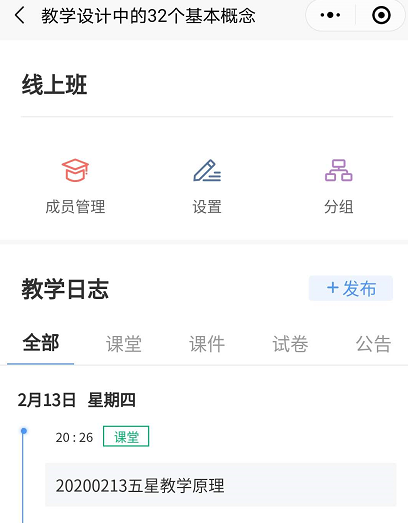 教学设计中的32个基本概念
线上班
成员管理 设置 分组
教学日志 +发布
全部 课堂 课件 试卷 公告
2月13日 星期四
20:26 课堂
20200213五星教学原理